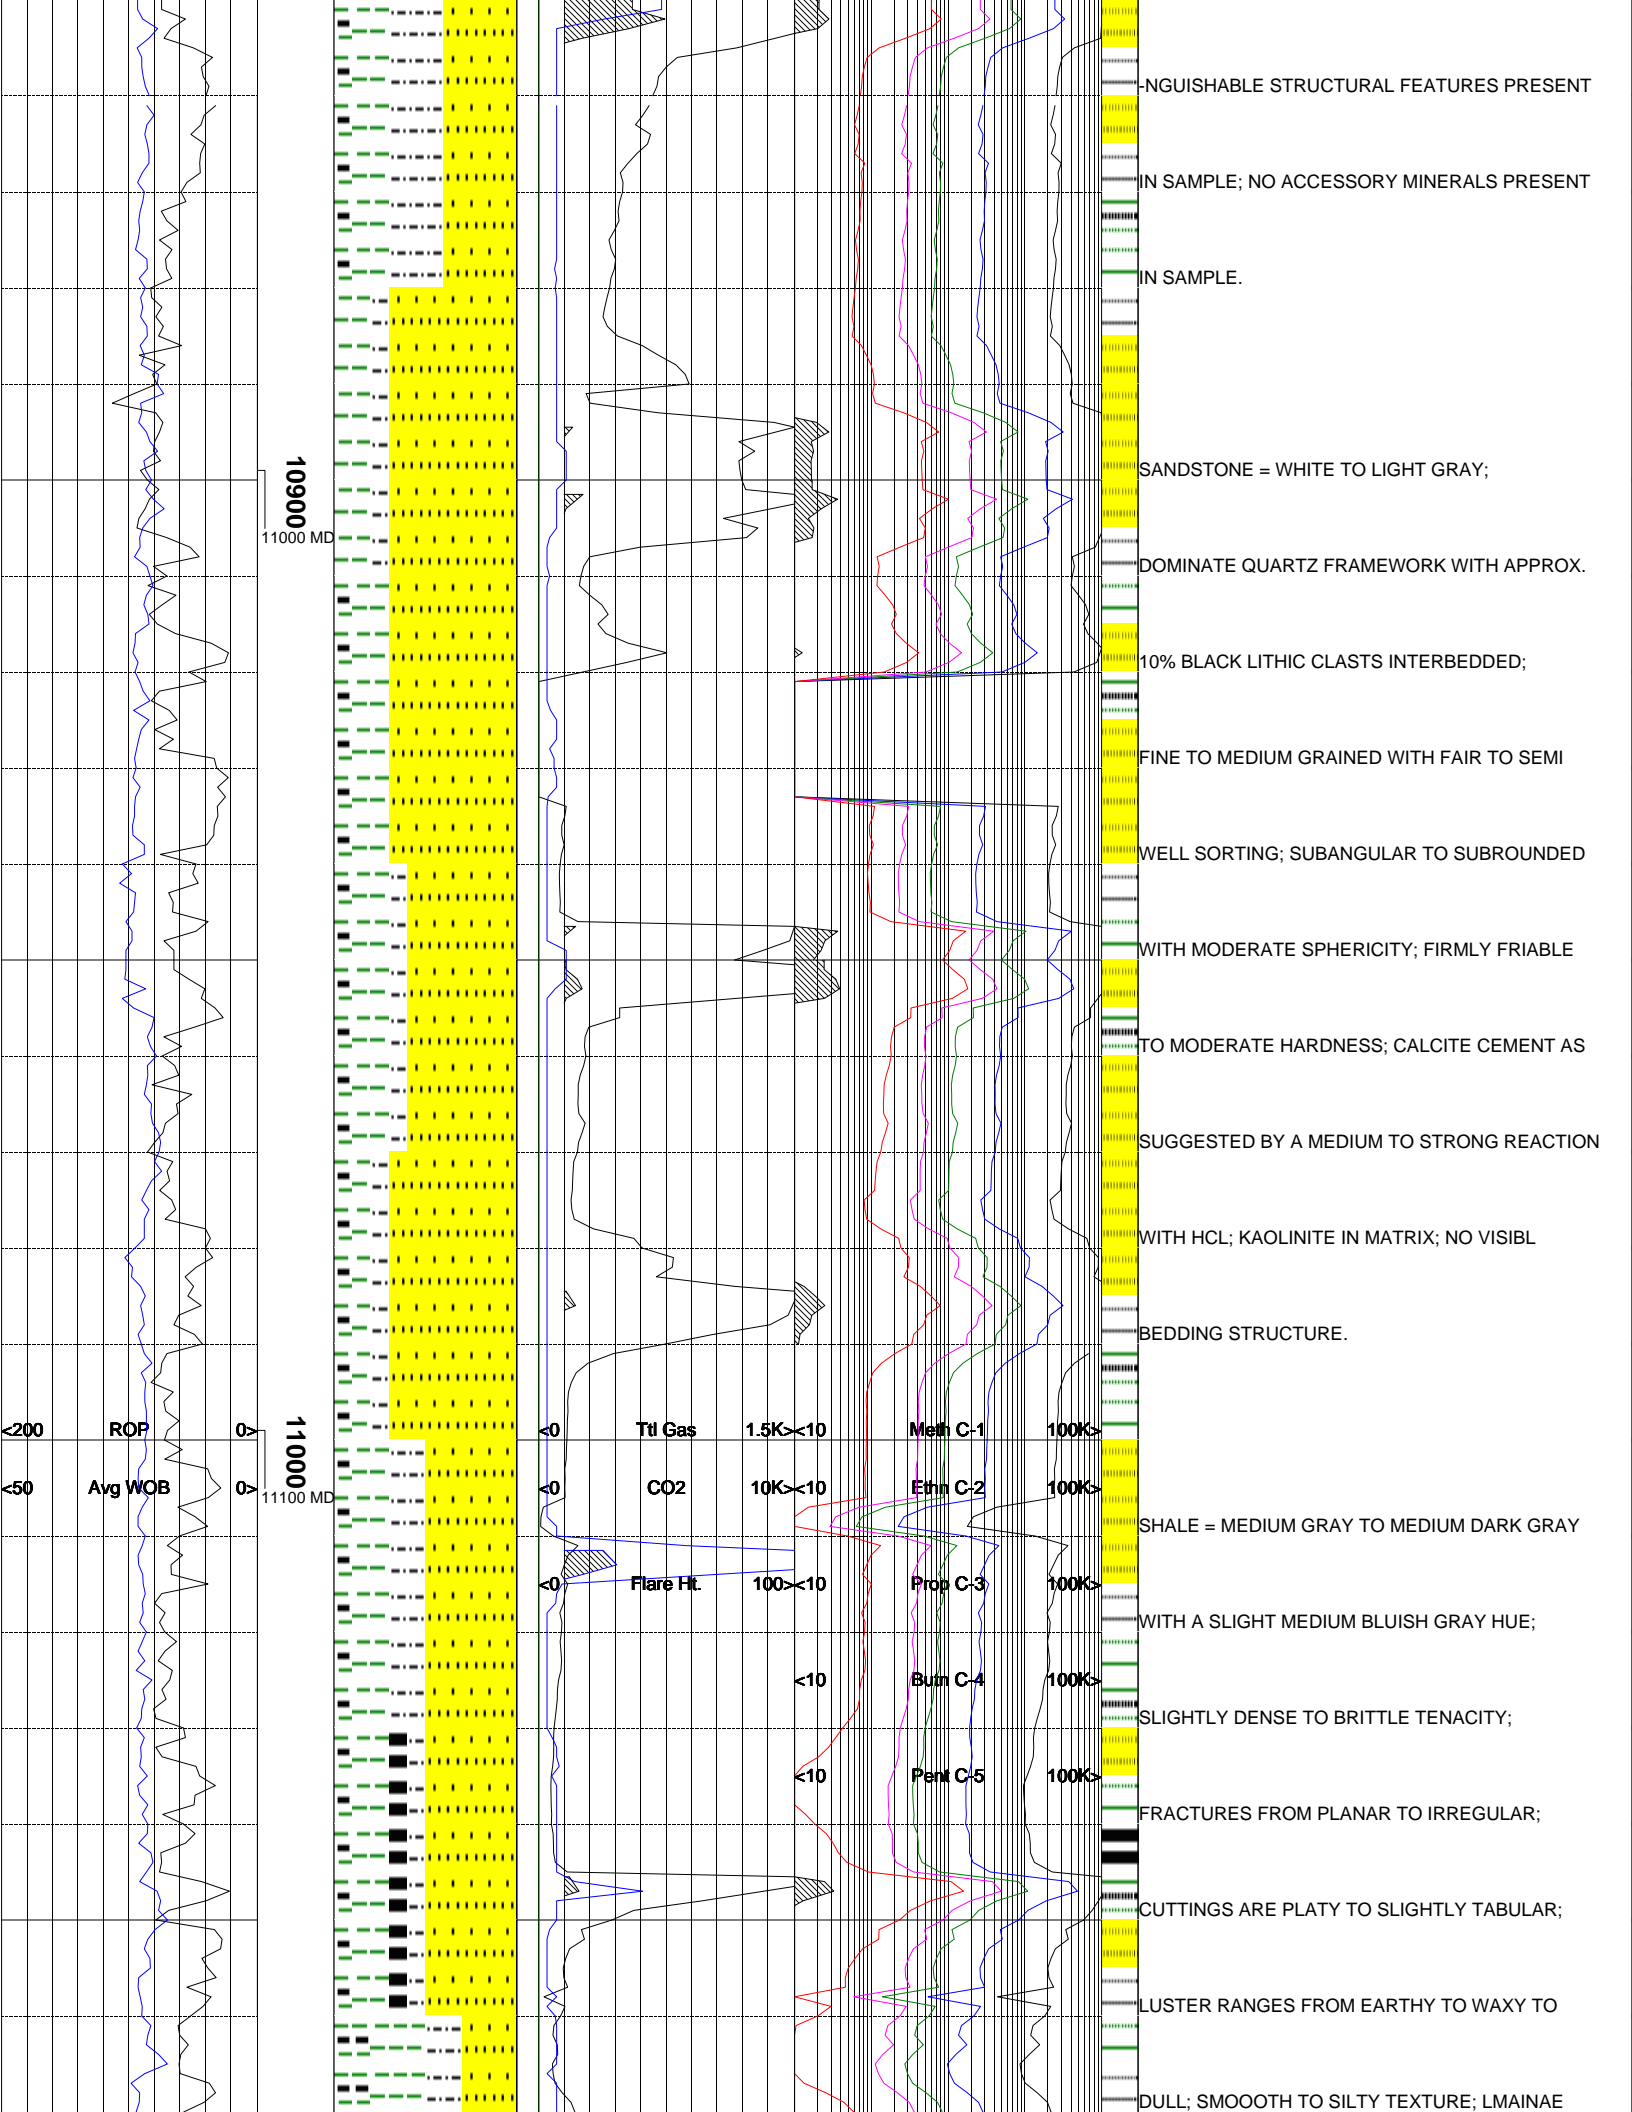 -NGUISHABLE STRUCTURAL FEATURES PRESENT
IN SAMPLE; NO ACCESSORY MINERALS PRESENT
IN SAMPLE.
10900
11000 MD
SANDSTONE = WHITE TO LIGHT GRAY;
DOMINATE QUARTZ FRAMEWORK WITH APPROX.
10% BLACK LITHIC CLASTS INTERBEDDED;
FINE TO MEDIUM GRAINED WITH FAIR TO SEMI
WELL SORTING; SUBANGULAR TO SUBROUNDED
WITH MODERATE SPHERICITY; FIRMLY FRIABLE
TO MODERATE HARDNESS; CALCITE CEMENT AS
SUGGESTED BY A MEDIUM TO STRONG REACTION
WITH HCL; KAOLINITE IN MATRIX; NO VISIBL
BEDDING STRUCTURE.
<200 ROP 0> 11000 <0 Ttl Gas 1.5K> <10 Meth C-1 100K>
<50 Avg WOB 0> 11100 MD <0 CO2 10K> <10 Ethn C-2 100K>
SHALE = MEDIUM GRAY TO MEDIUM DARK GRAY
<0 Flare Ht. 100> <10 Prop C-3 100K>
WITH A SLIGHT MEDIUM BLUISH GRAY HUE;
<10 Butn C-4 100K>
SLIGHTLY DENSE TO BRITTLE TENACITY;
<10 Pent C-5 100K>
FRACTURES FROM PLANAR TO IRREGULAR;
CUTTINGS ARE PLATY TO SLIGHTLY TABULAR;
LUSTER RANGES FROM EARTHY TO WAXY TO
DULL; SMOOOTH TO SILTY TEXTURE; LMAINAE